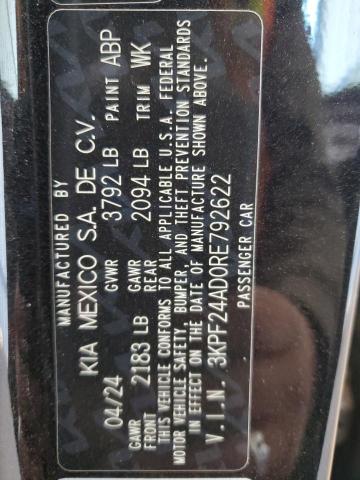 MANUFACTURED BY
KIA MEXICO S.A. DE C.V.
04/24 GVWR 3792 LB PAINT ABP
GAWR FRONT 2183 LB GAWR REAR 2094 LB TRIM WK
THIS VEHICLE CONFORMS TO ALL APPLICABLE U.S.A. FEDERAL
MOTOR VEHICLE SAFETY, BUMPER, AND THEFT PREVENTION STANDARDS
IN EFFECT ON THE DATE OF MANUFACTURE SHOWN ABOVE.
V.I.N. 3KPF24AD0RE792622
PASSENGER CAR